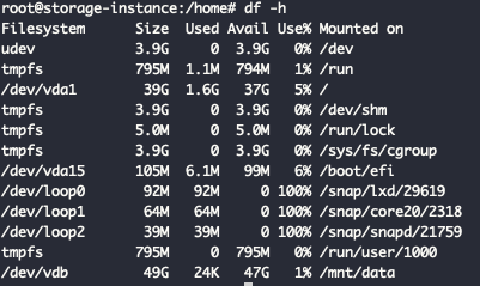 root@storage-instance:/home# df -h
Filesystem Size Used Avail Use% Mounted on
udev 3.9G 0 3.9G 0% /dev
tmpfs 795M 1.1M 794M 1% /run
/dev/vda1 39G 1.6G 37G 5% /
tmpfs 3.9G 0 3.9G 0% /dev/shm
tmpfs 5.0M 0 5.0M 0% /run/lock
tmpfs 3.9G 0 3.9G 0% /sys/fs/cgroup
/dev/vda15 105M 6.1M 99M 6% /boot/efi
/dev/loop0 92M 92M 0 100% /snap/lxd/29619
/dev/loop1 64M 64M 0 100% /snap/core20/2318
/dev/loop2 39M 39M 0 100% /snap/snapd/21759
tmpfs 795M 0 795M 0% /run/user/1000
/dev/vdb 49G 24K 47G 1% /mnt/data